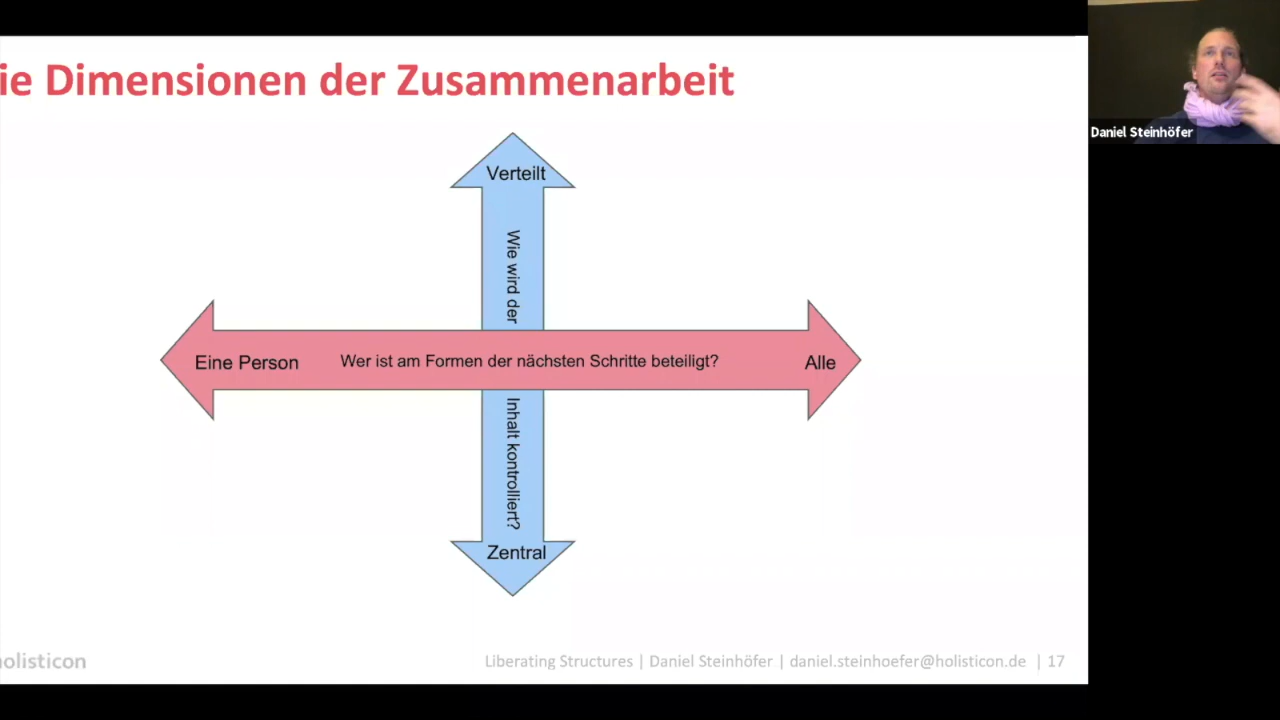 ie Dimensionen der Zusammenarbeit
Daniel Steinhöfer
Verteilt
Wie wird der
Eine Person
Wer ist am Formen der nächsten Schritte beteiligt?
Alle
Inhalt kontrolliert?
Zentral
olisticon
Liberating Structures | Daniel Steinhöfer | daniel.steinhoefer@holisticon.de | 17